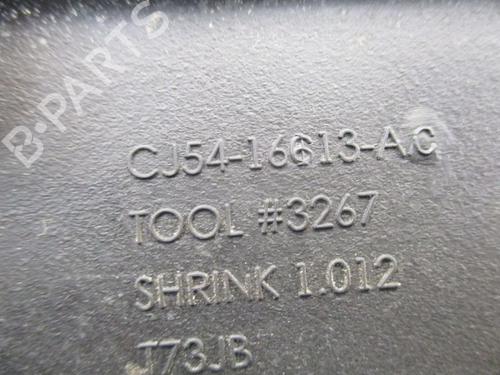 B-PARTS
CJ54-16613-AC
TOOL #3267
SHRINK 1.012
J73JB